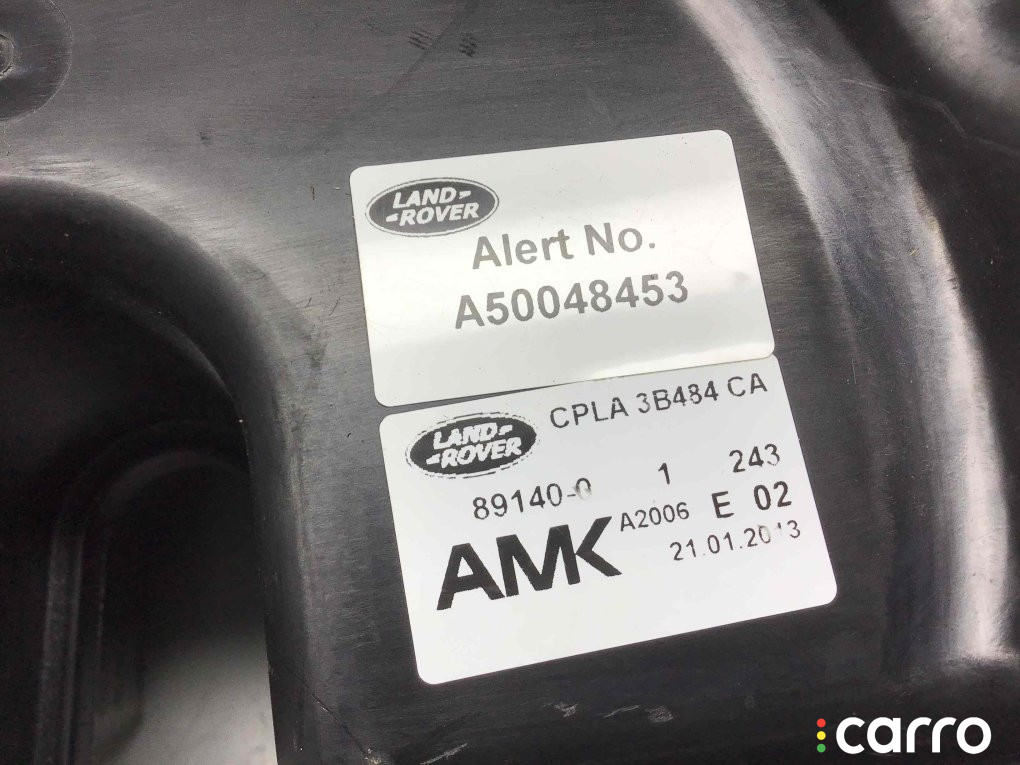 LAND-
-ROVER
Alert No.
A50048453
LAND-
-ROVER
CPLA 3B484 CA
89140-0 1 243
AMK A2006 E 02
21.01.2013
carro